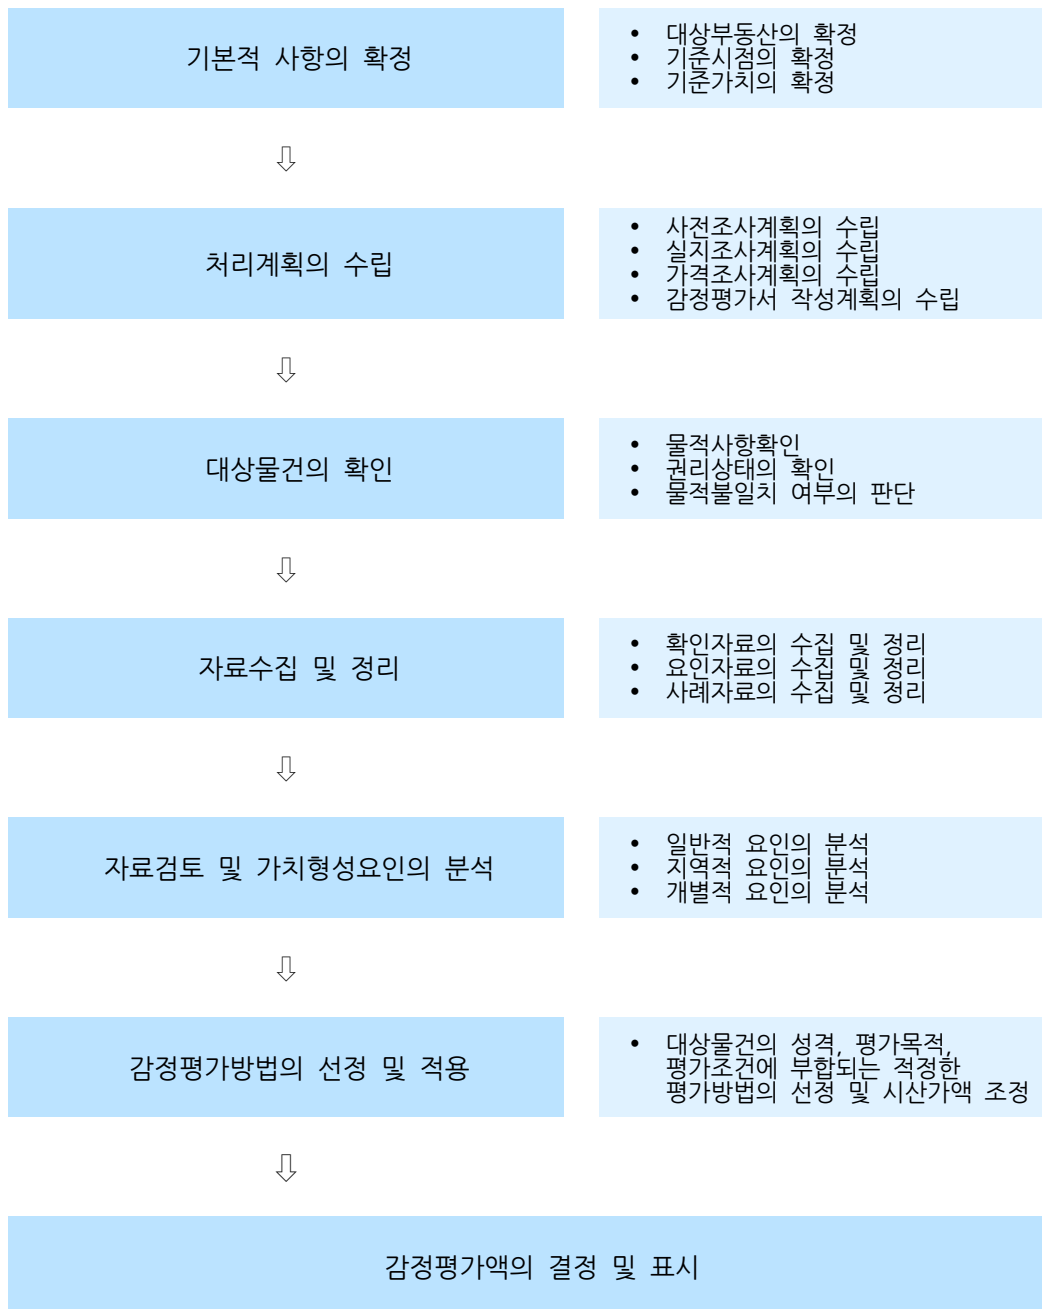 기본적 사항의 확정
• 대상부동산의 확정
• 기준시점의 확정
• 기준가치의 확정
⇩
처리계획의 수립
• 사전조사계획의 수립
• 실지조사계획의 수립
• 가격조사계획의 수립
• 감정평가서 작성계획의 수립
⇩
대상물건의 확인
• 물적사항확인
• 권리상태의 확인
• 물적불일치 여부의 판단
⇩
자료수집 및 정리
• 확인자료의 수집 및 정리
• 요인자료의 수집 및 정리
• 사례자료의 수집 및 정리
⇩
자료검토 및 가치형성요인의 분석
• 일반적 요인의 분석
• 지역적 요인의 분석
• 개별적 요인의 분석
⇩
감정평가방법의 선정 및 적용
• 대상물건의 성격, 평가목적,
평가조건에 부합되는 적정한
평가방법의 선정 및 시산가액 조정
⇩
감정평가액의 결정 및 표시